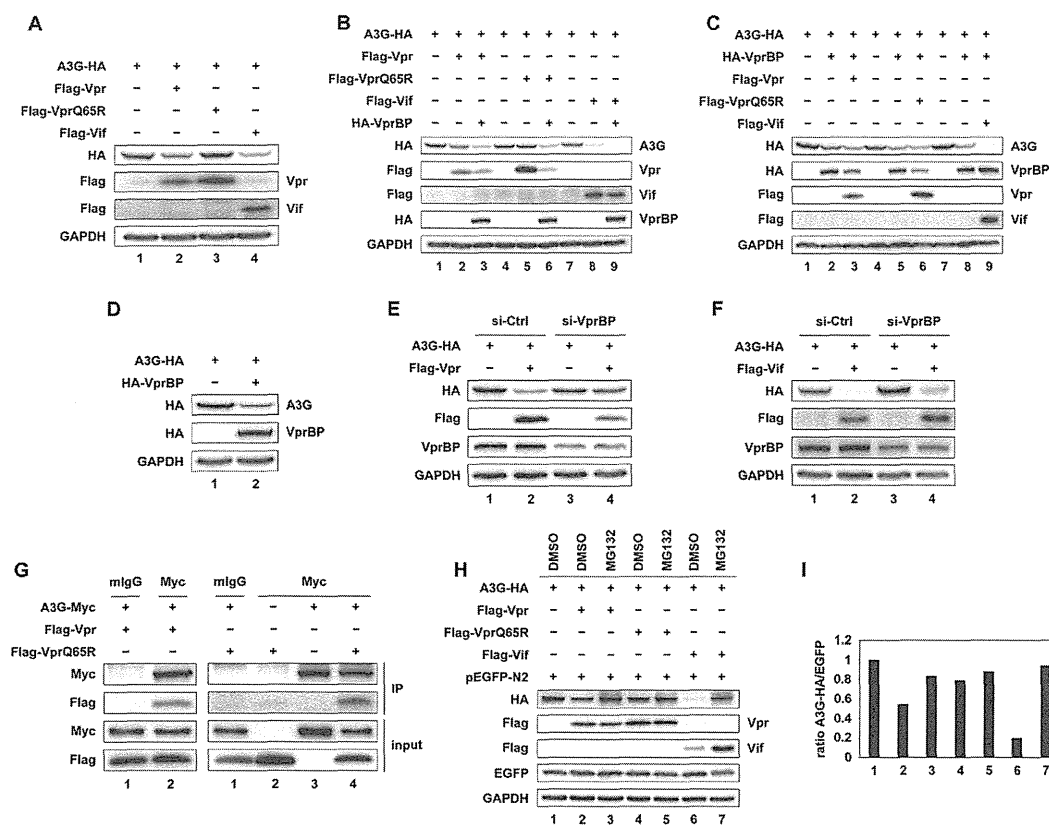 A
A3G-HA + + + +
Flag-Vpr – + – –
Flag-VprQ65R – – + –
Flag-Vif – – – +
HA
Flag Vpr
Flag Vif
GAPDH
1 2 3 4
B
A3G-HA + + + + + + + + +
Flag-Vpr – + + – – – – – –
Flag-VprQ65R – – – – + + – – –
Flag-Vif – – – – – – – + +
HA-VprBP – – + – – + – – +
HA A3G
Flag Vpr
Flag Vif
HA VprBP
GAPDH
1 2 3 4 5 6 7 8 9
C
A3G-HA + + + + + + + + +
HA-VprBP – + + – + + – + +
Flag-Vpr – – + – – – – – –
Flag-VprQ65R – – – – – + – – –
Flag-Vif – – – – – – – – +
HA A3G
HA VprBP
Flag Vpr
Flag Vif
GAPDH
1 2 3 4 5 6 7 8 9
D
A3G-HA + +
HA-VprBP – +
HA A3G
HA VprBP
GAPDH
1 2
E
si-Ctrl si-VprBP
A3G-HA + + + +
Flag-Vpr – + – +
HA
Flag
VprBP
GAPDH
1 2 3 4
F
si-Ctrl si-VprBP
A3G-HA + + + +
Flag-Vif – + – +
HA
Flag
VprBP
GAPDH
1 2 3 4
G
mIgG Myc mIgG Myc
A3G-Myc + + + – + +
Flag-Vpr + + – – – –
Flag-VprQ65R – – + + – +
Myc
Flag
IP
Myc
Flag
input
1 2 1 2 3 4
H
DMSO DMSO MG132 DMSO MG132 DMSO MG132
A3G-HA + + + + + + +
Flag-Vpr – + + – – – –
Flag-VprQ65R – – – + + – –
Flag-Vif – – – – – + +
pEGFP-N2 + + + + + + +
HA
Flag Vpr
Flag Vif
EGFP
GAPDH
1 2 3 4 5 6 7
I
ratio A3G-HA/EGFP
1.2
1
0.8
0.6
0.4
0.2
0
1 2 3 4 5 6 7